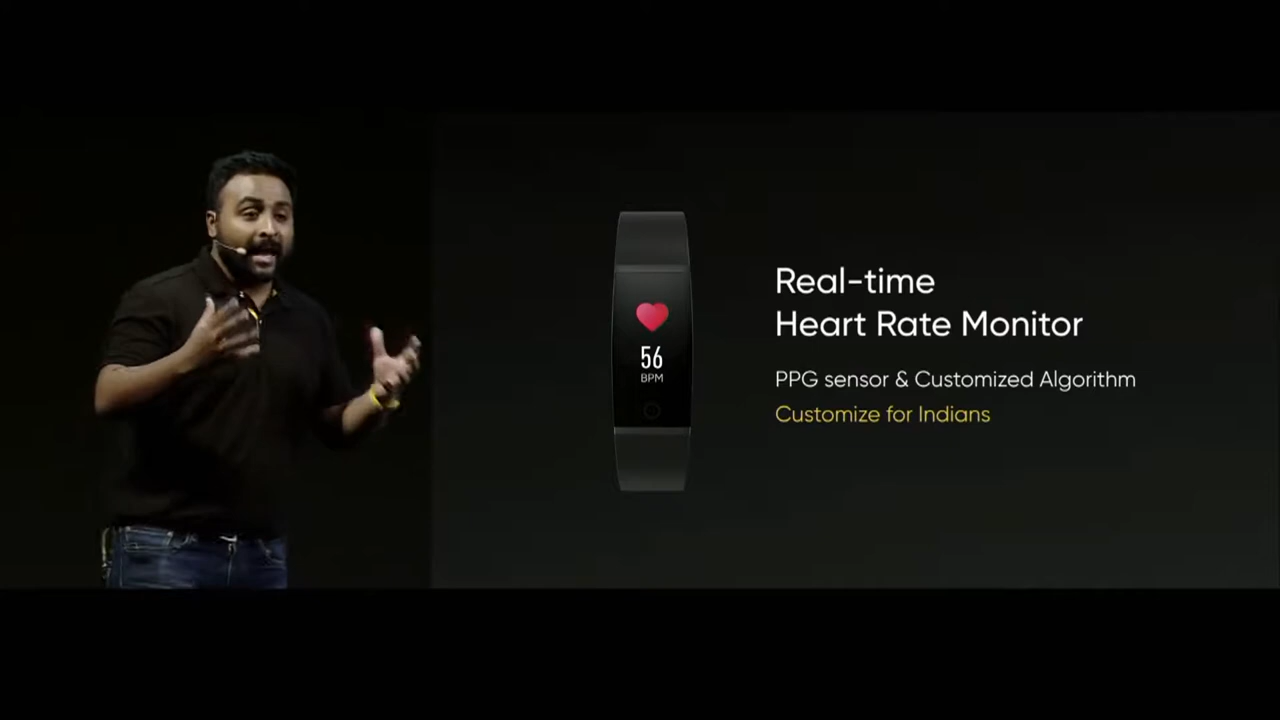 56
BPM
Real-time
Heart Rate Monitor
PPG sensor & Customized Algorithm
Customize for Indians